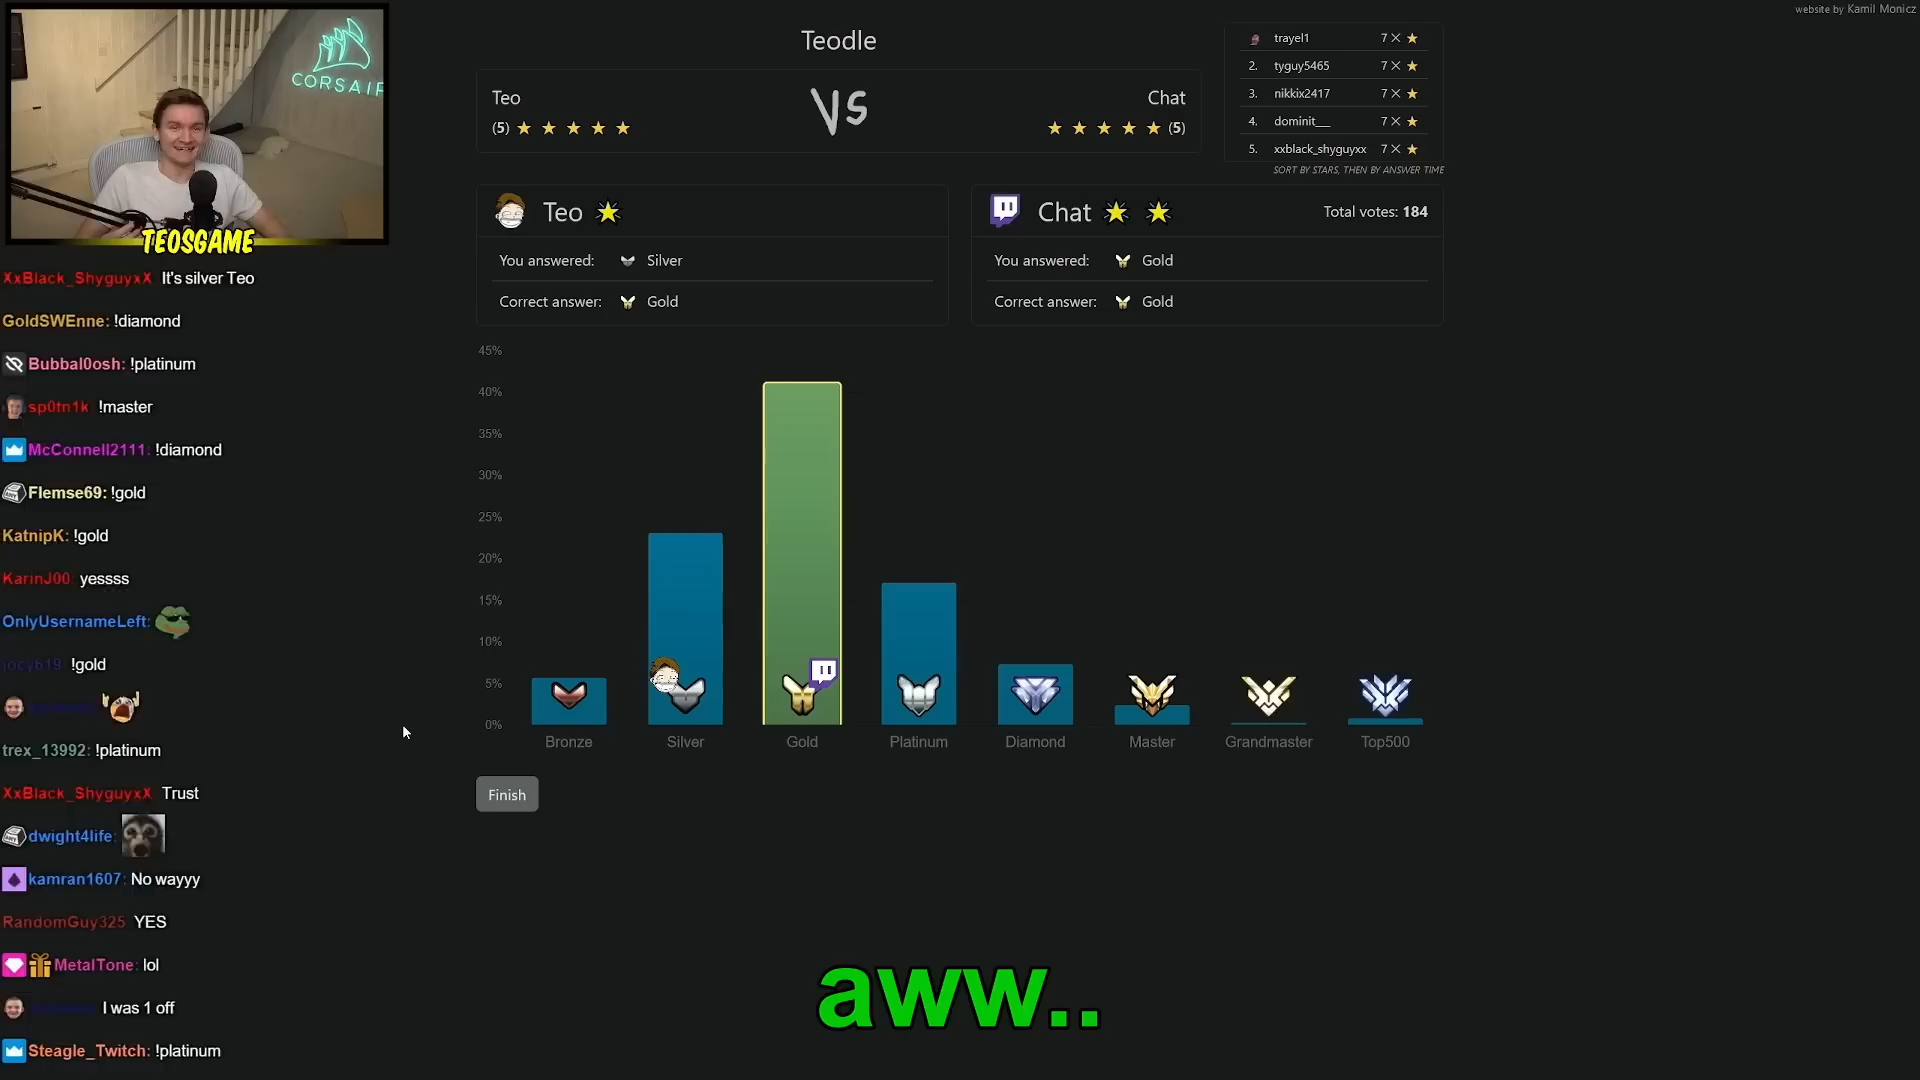 CORSAIR
TEOSGAME
XxBlack_ShyguyxX It's silver Teo
GoldSWEnne: !diamond
Bubbal0osh: !platinum
sp0tn1k !master
McConnell2111: !diamond
Flemse69: !gold
KatnipK: !gold
KarinJ00 yessss
OnlyUsernameLeft:
jocy619 !gold
trex_13992: !platinum
XxBlack_ShyguyxX Trust
dwight4life:
kamran1607: No wayyy
RandomGuy325 YES
MetalTone: lol
I was 1 off
Steagle_Twitch: !platinum
Teodle
Teo
(5)
VS
Chat
(5)
website by Kamil Monicz
trayel1 7×
2. tyguy5465 7×
3. nikkix2417 7×
4. dominit__ 7×
5. xxblack_shyguyxx 7×
SORT BY STARS, THEN BY ANSWER TIME
Teo
You answered: Silver
Correct answer: Gold
Chat
Total votes: 184
You answered: Gold
Correct answer: Gold
45%
40%
35%
30%
25%
20%
15%
10%
5%
0%
Bronze Silver Gold Platinum Diamond Master Grandmaster Top500
Finish
aww..